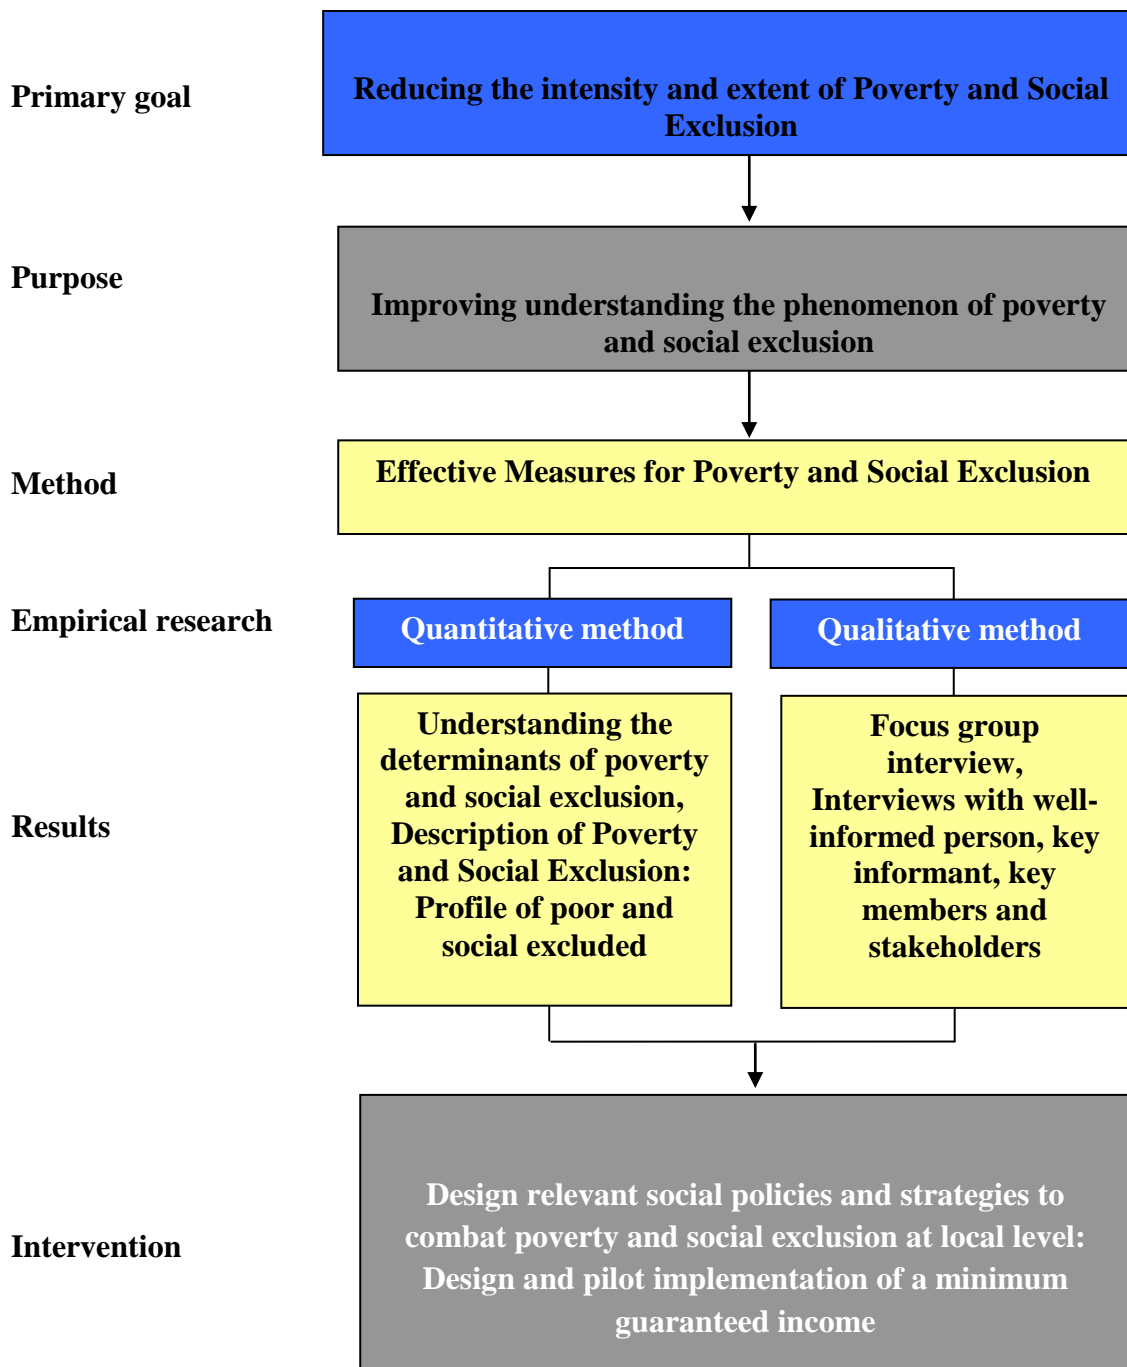 Primary goal
Reducing the intensity and extent of Poverty and Social
Exclusion
Purpose
Improving understanding the phenomenon of poverty
and social exclusion
Method
Effective Measures for Poverty and Social Exclusion
Empirical research
Quantitative method
Qualitative method
Results
Understanding the
determinants of poverty
and social exclusion,
Description of Poverty
and Social Exclusion:
Profile of poor and
social excluded
Focus group
interview,
Interviews with well-
informed person, key
informant, key
members and
stakeholders
Intervention
Design relevant social policies and strategies to
combat poverty and social exclusion at local level:
Design and pilot implementation of a minimum
guaranteed income